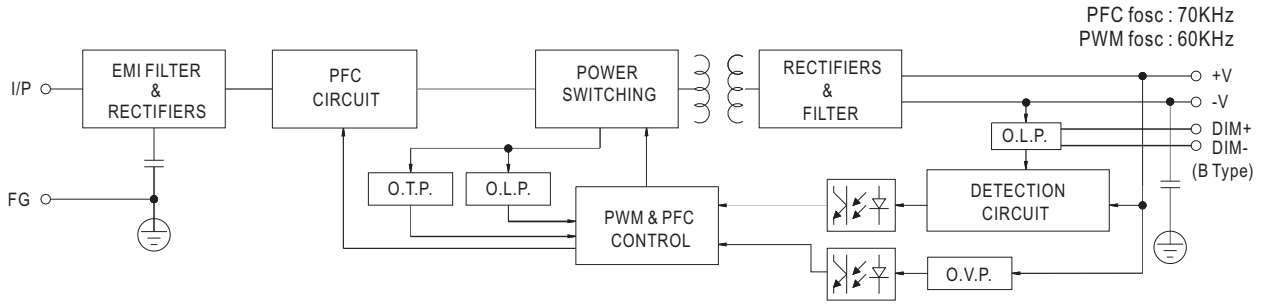 PFC fosc : 70KHz
PWM fosc : 60KHz
I/P
EMI FILTER
&
RECTIFIERS
PFC
CIRCUIT
POWER
SWITCHING
RECTIFIERS
&
FILTER
+V
-V
DIM+
DIM-
(B Type)
O.L.P.
O.T.P.
O.L.P.
FG
PWM & PFC
CONTROL
DETECTION
CIRCUIT
O.V.P.